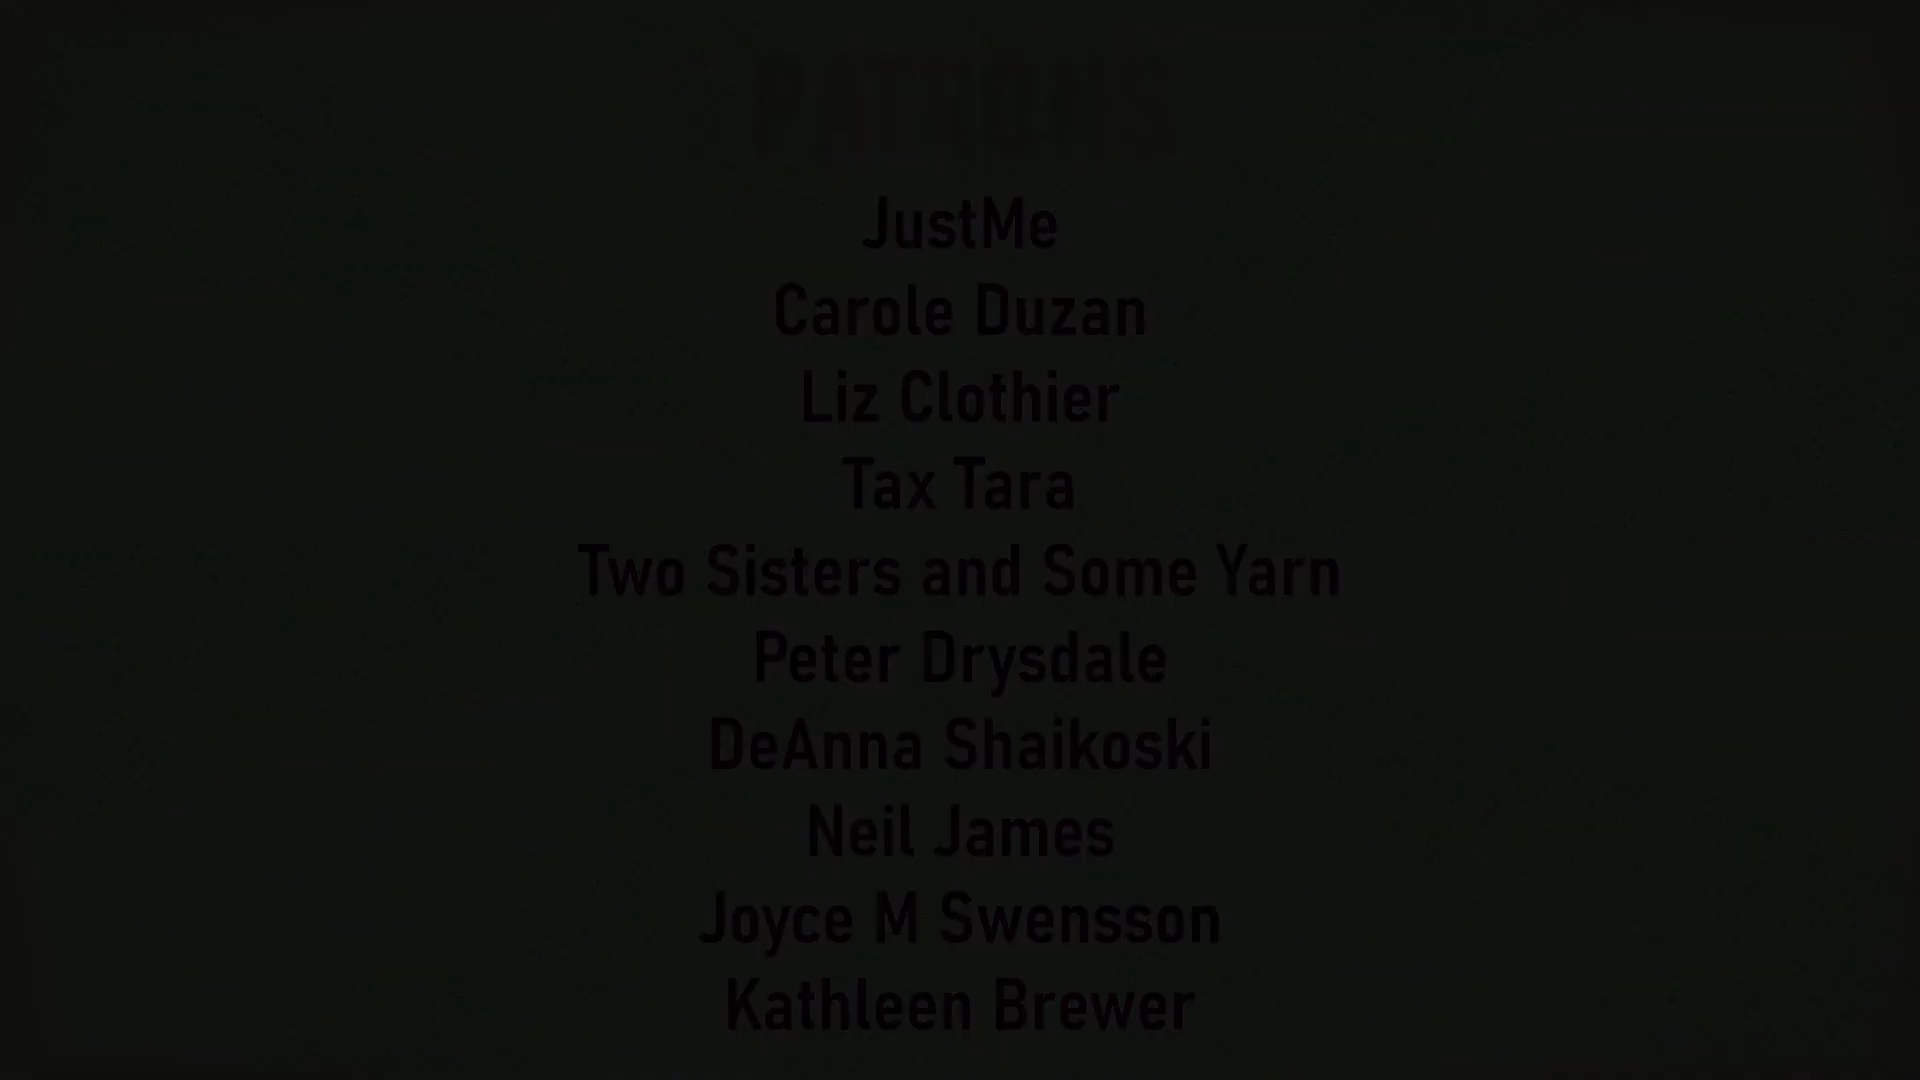 PATRONS
JustMe
Carole Duzan
Liz Clothier
Tax Tara
Two Sisters and Some Yarn
Peter Drysdale
DeAnna Shaikoski
Neil James
Joyce M Swensson
Kathleen Brewer